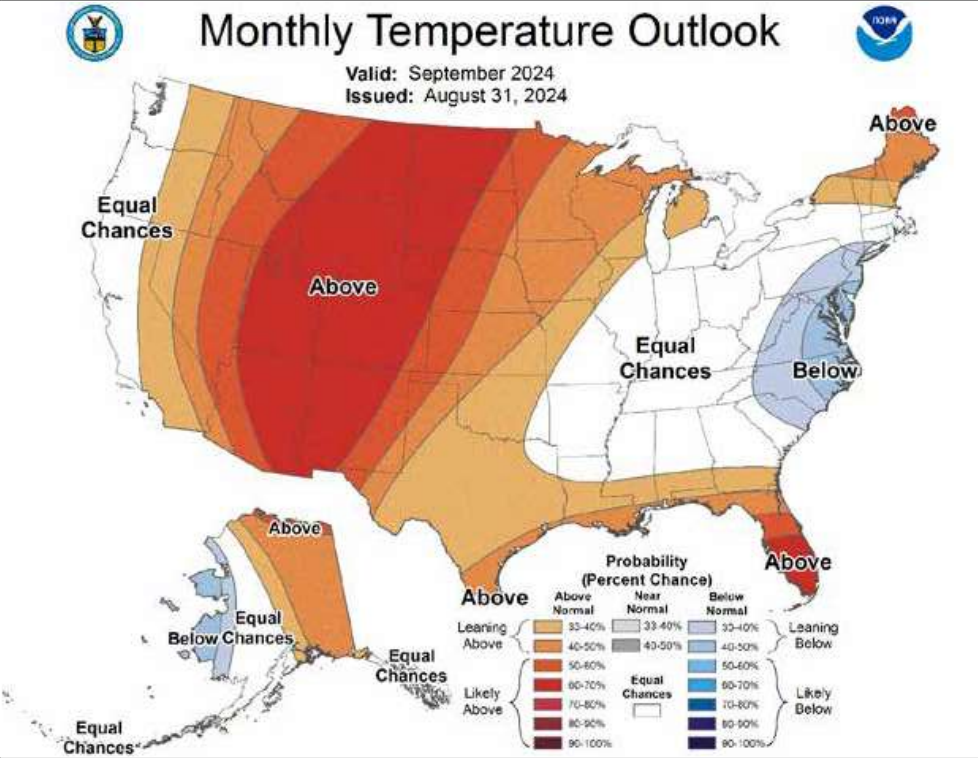 Monthly Temperature Outlook
NOAA
Valid: September 2024
Issued: August 31, 2024
Above
Equal
Chances
Above
Equal
Chances
Below
Above
Above
Above
Below
Equal
Chances
Equal
Chances
Equal
Chances
Probability
(Percent Chance)
Above
Normal
Near
Normal
Below
Normal
Leaning
Above
33-40%
33-40%
33-40%
Leaning
Below
40-50%
40-50%
40-50%
Likely
Above
50-60%
60-70%
70-80%
80-90%
90-100%
Equal
Chances
50-60%
60-70%
70-80%
80-90%
90-100%
Likely
Below